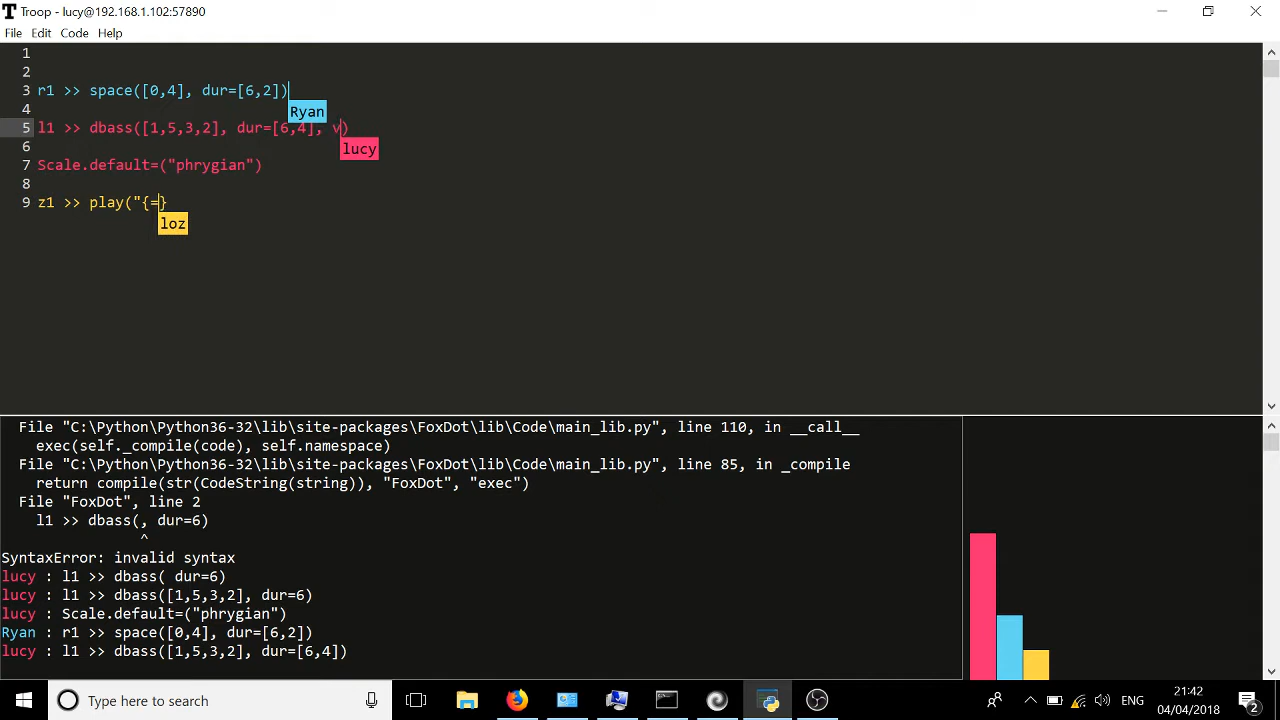 Troop - lucy@192.168.1.102:57890
File Edit Code Help
1
2
3 r1 >> space([0,4], dur=[6,2])
Ryan
4
5 l1 >> dbass([1,5,3,2], dur=[6,4], v)
lucy
6
7 Scale.default=("phrygian")
8
9 z1 >> play("{=}
loz
File "C:\Python\Python36-32\lib\site-packages\FoxDot\lib\Code\main_lib.py", line 110, in __call__
exec(self._compile(code), self.namespace)
File "C:\Python\Python36-32\lib\site-packages\FoxDot\lib\Code\main_lib.py", line 85, in _compile
return compile(str(CodeString(string)), "FoxDot", "exec")
File "FoxDot", line 2
l1 >> dbass(, dur=6)
^
SyntaxError: invalid syntax
lucy : l1 >> dbass( dur=6)
lucy : l1 >> dbass([1,5,3,2], dur=6)
lucy : Scale.default=("phrygian")
Ryan : r1 >> space([0,4], dur=[6,2])
lucy : l1 >> dbass([1,5,3,2], dur=[6,4])
Type here to search
ENG
21:42
04/04/2018
2